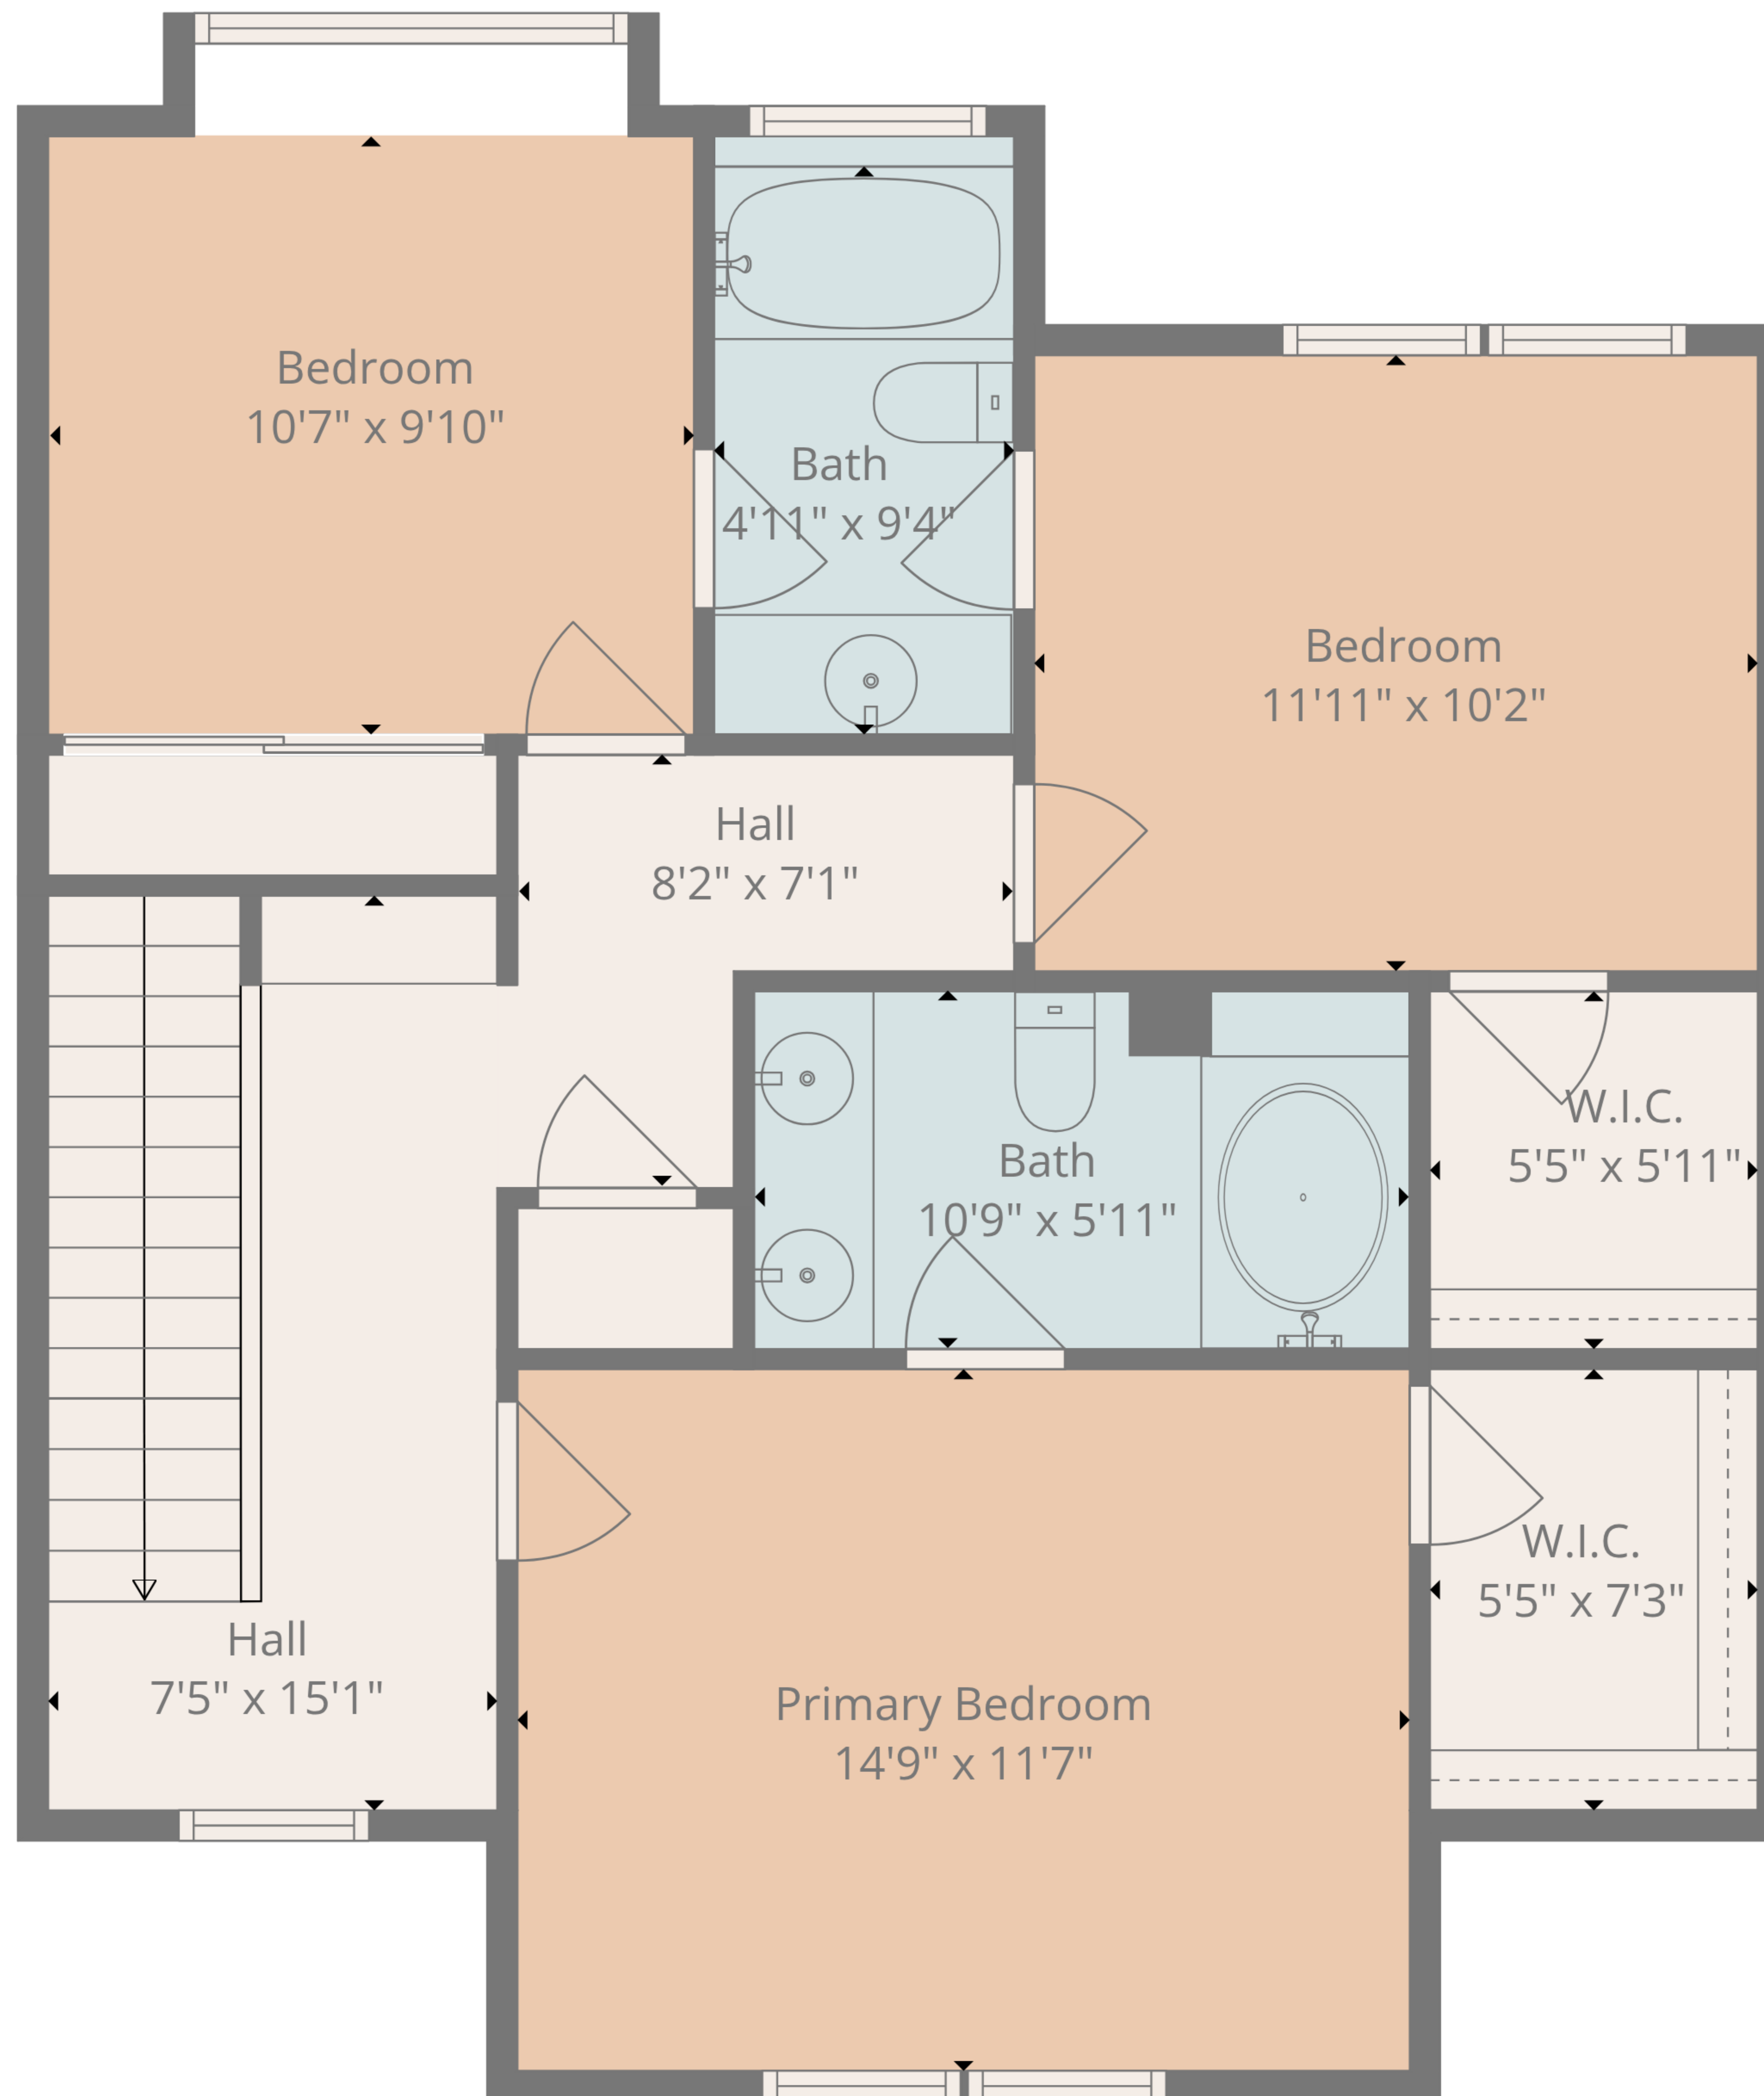 Bedroom
10'7" x 9'10"
Bath
4'11" x 9'4"
Bedroom
11'11" x 10'2"
Hall
8'2" x 7'1"
W.I.C.
5'5" x 5'11"
Bath
10'9" x 5'11"
W.I.C.
5'5" x 7'3"
Hall
7'5" x 15'1"
Primary Bedroom
14'9" x 11'7"